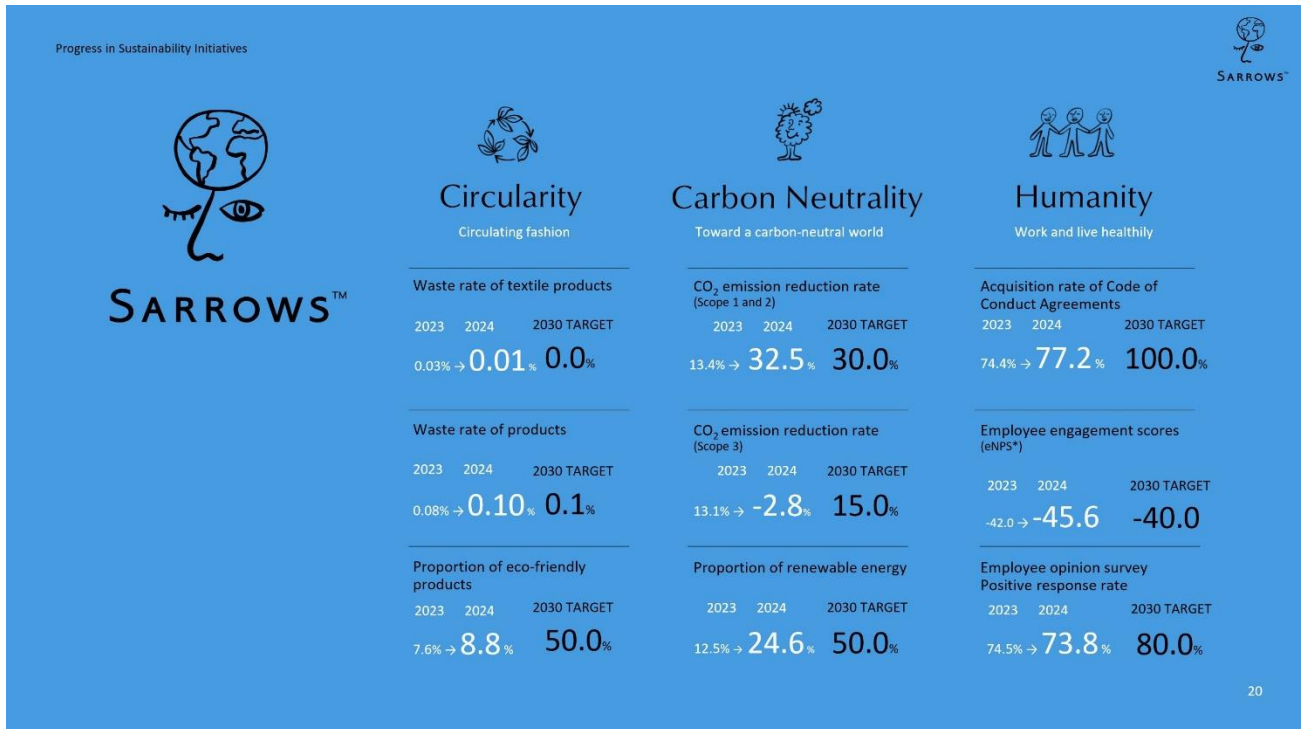 Progress in Sustainability Initiatives
SARROWS™
SARROWS™
Circularity
Circulating fashion
Waste rate of textile products
2023 2024 2030 TARGET
0.03% → 0.01% 0.0%
Waste rate of products
2023 2024 2030 TARGET
0.08% → 0.10% 0.1%
Proportion of eco-friendly
products
2023 2024 2030 TARGET
7.6% → 8.8% 50.0%
Carbon Neutrality
Toward a carbon-neutral world
CO₂ emission reduction rate
(Scope 1 and 2)
2023 2024 2030 TARGET
13.4% → 32.5% 30.0%
CO₂ emission reduction rate
(Scope 3)
2023 2024 2030 TARGET
13.1% → -2.8% 15.0%
Proportion of renewable energy
2023 2024 2030 TARGET
12.5% → 24.6% 50.0%
Humanity
Work and live healthily
Acquisition rate of Code of
Conduct Agreements
2023 2024 2030 TARGET
74.4% → 77.2% 100.0%
Employee engagement scores
(eNPS*)
2023 2024 2030 TARGET
-42.0 → -45.6 -40.0
Employee opinion survey
Positive response rate
2023 2024 2030 TARGET
74.5% → 73.8% 80.0%
20